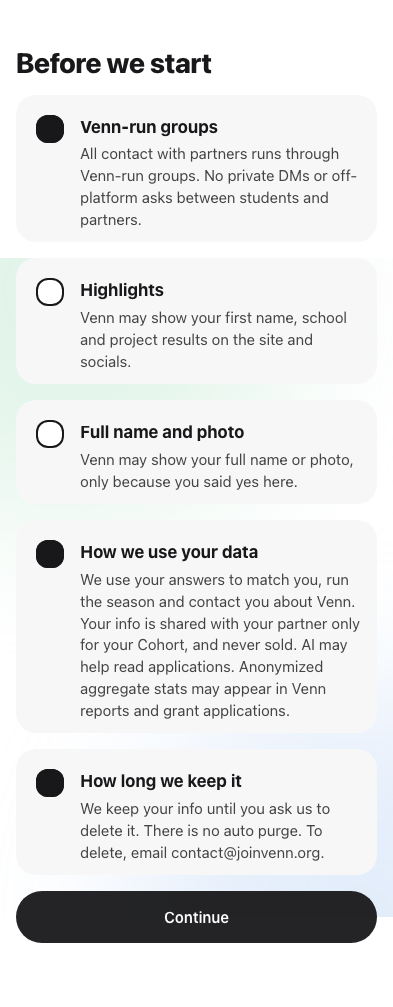 Before we start
Venn-run groups
All contact with partners runs through
Venn-run groups. No private DMs or off-
platform asks between students and
partners.
Highlights
Venn may show your first name, school
and project results on the site and
socials.
Full name and photo
Venn may show your full name or photo,
only because you said yes here.
How we use your data
We use your answers to match you, run
the season and contact you about Venn.
Your info is shared with your partner only
for your Cohort, and never sold. AI may
help read applications. Anonymized
aggregate stats may appear in Venn
reports and grant applications.
How long we keep it
We keep your info until you ask us to
delete it. There is no auto purge. To
delete, email contact@joinvenn.org.
Continue